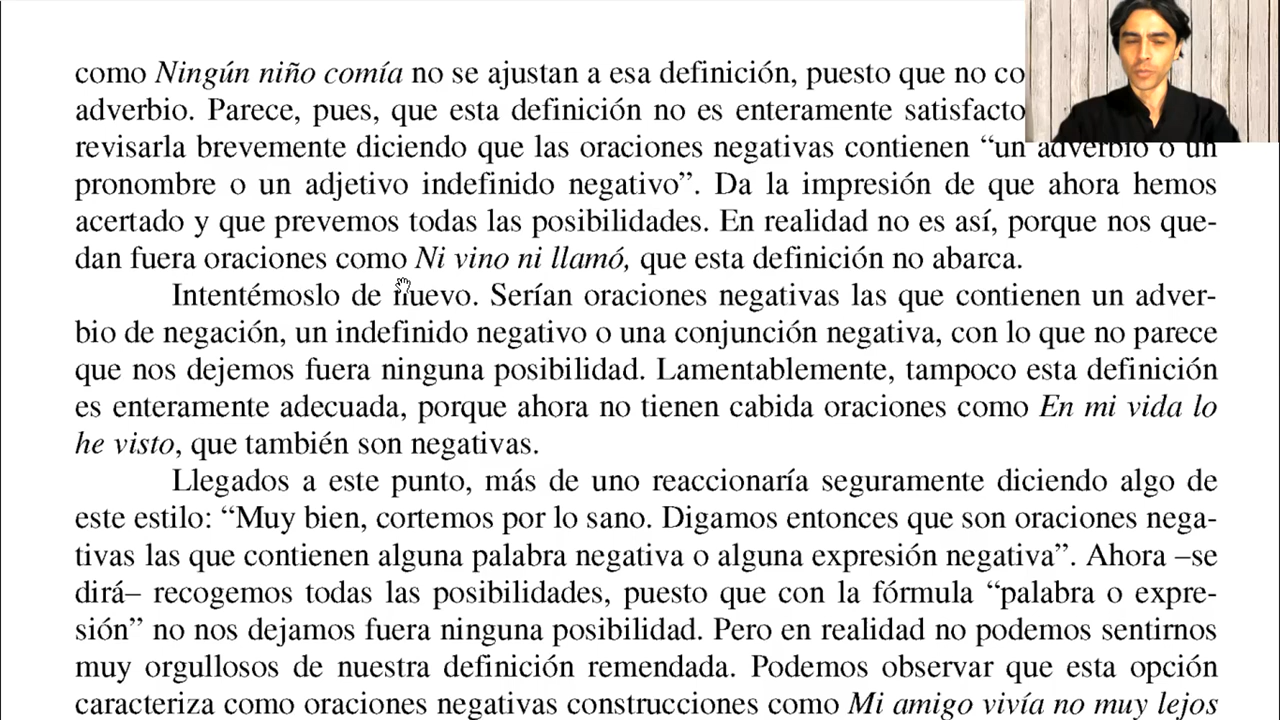 como Ningún niño comía no se ajustan a esa definición, puesto que no co
adverbio. Parece, pues, que esta definición no es enteramente satisfacto
revisarla brevemente diciendo que las oraciones negativas contienen “un adverbio o un
pronombre o un adjetivo indefinido negativo”. Da la impresión de que ahora hemos
acertado y que prevemos todas las posibilidades. En realidad no es así, porque nos que-
dan fuera oraciones como Ni vino ni llamó, que esta definición no abarca.
Intentémoslo de nuevo. Serían oraciones negativas las que contienen un adver-
bio de negación, un indefinido negativo o una conjunción negativa, con lo que no parece
que nos dejemos fuera ninguna posibilidad. Lamentablemente, tampoco esta definición
es enteramente adecuada, porque ahora no tienen cabida oraciones como En mi vida lo
he visto, que también son negativas.
Llegados a este punto, más de uno reaccionaría seguramente diciendo algo de
este estilo: “Muy bien, cortemos por lo sano. Digamos entonces que son oraciones nega-
tivas las que contienen alguna palabra negativa o alguna expresión negativa”. Ahora –se
dirá– recogemos todas las posibilidades, puesto que con la fórmula “palabra o expre-
sión” no nos dejamos fuera ninguna posibilidad. Pero en realidad no podemos sentirnos
muy orgullosos de nuestra definición remendada. Podemos observar que esta opción
caracteriza como oraciones negativas construcciones como Mi amigo vivía no muy lejos